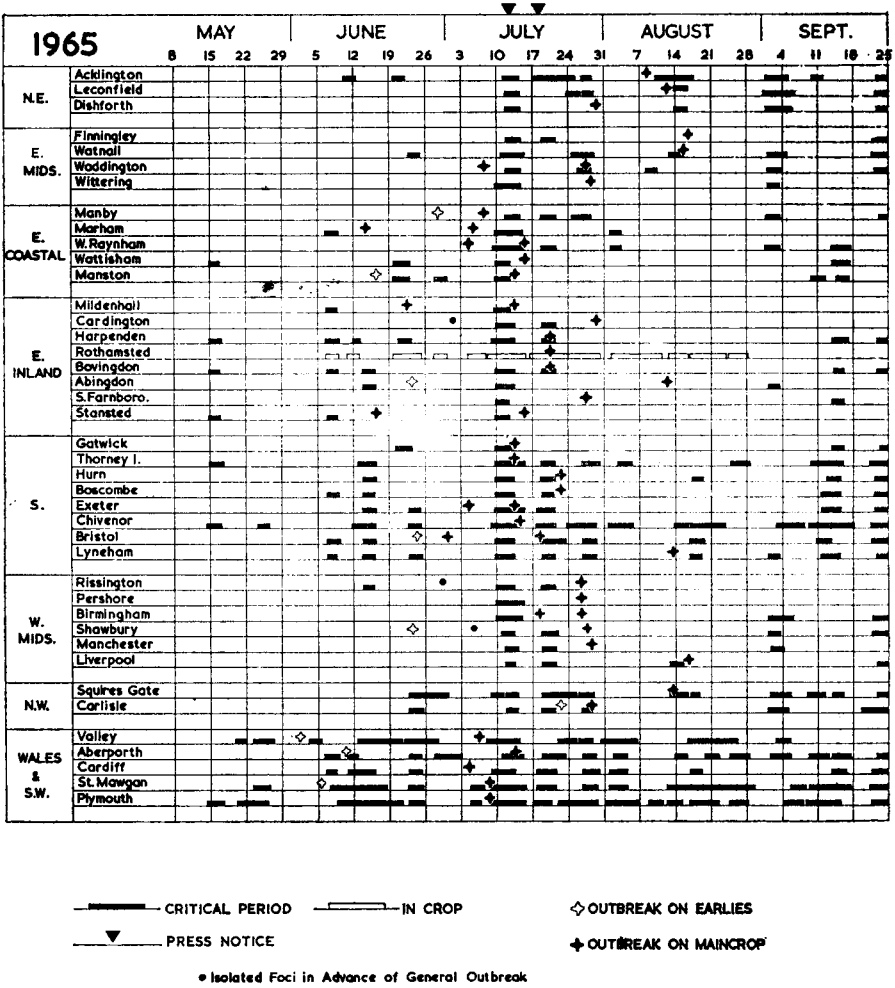 1965
MAY JUNE JULY AUGUST SEPT.
8 15 22 29 5 12 19 26 3 10 17 24 31 7 14 21 28 4 11 18 25
N.E.
Acklington
Leconfield
Dishforth
E. MIDS.
Finningley
Watnall
Waddington
Wittering
E. COASTAL
Manby
Marham
W. Raynham
Wattisham
Manston
E. INLAND
Mildenhall
Cardington
Harpenden
Rothamsted
Bovingdon
Abingdon
S. Farnboro.
Stansted
S.
Gatwick
Thorney I.
Hurn
Boscombe
Exeter
Chivenor
Bristol
Lyneham
W. MIDS.
Rissington
Pershore
Birmingham
Shawbury
Manchester
Liverpool
N.W.
Squires Gate
Carlisle
WALES & S.W.
Valley
Aberporth
Cardiff
St. Mawgan
Plymouth
CRITICAL PERIOD IN CROP OUTBREAK ON EARLIES
PRESS NOTICE OUTBREAK ON MAINCROP
Isolated Foci in Advance of General Outbreak